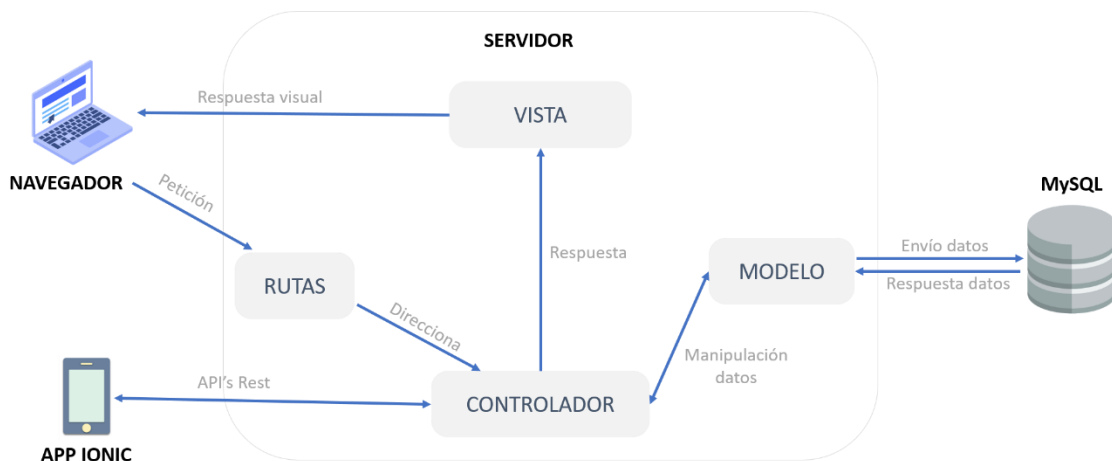 SERVIDOR
Respuesta visual
VISTA
NAVEGADOR
Petición
MySQL
Respuesta
Envío datos
RUTAS
MODELO
Respuesta datos
Direcciona
Manipulación
datos
API's Rest
CONTROLADOR
APP IONIC